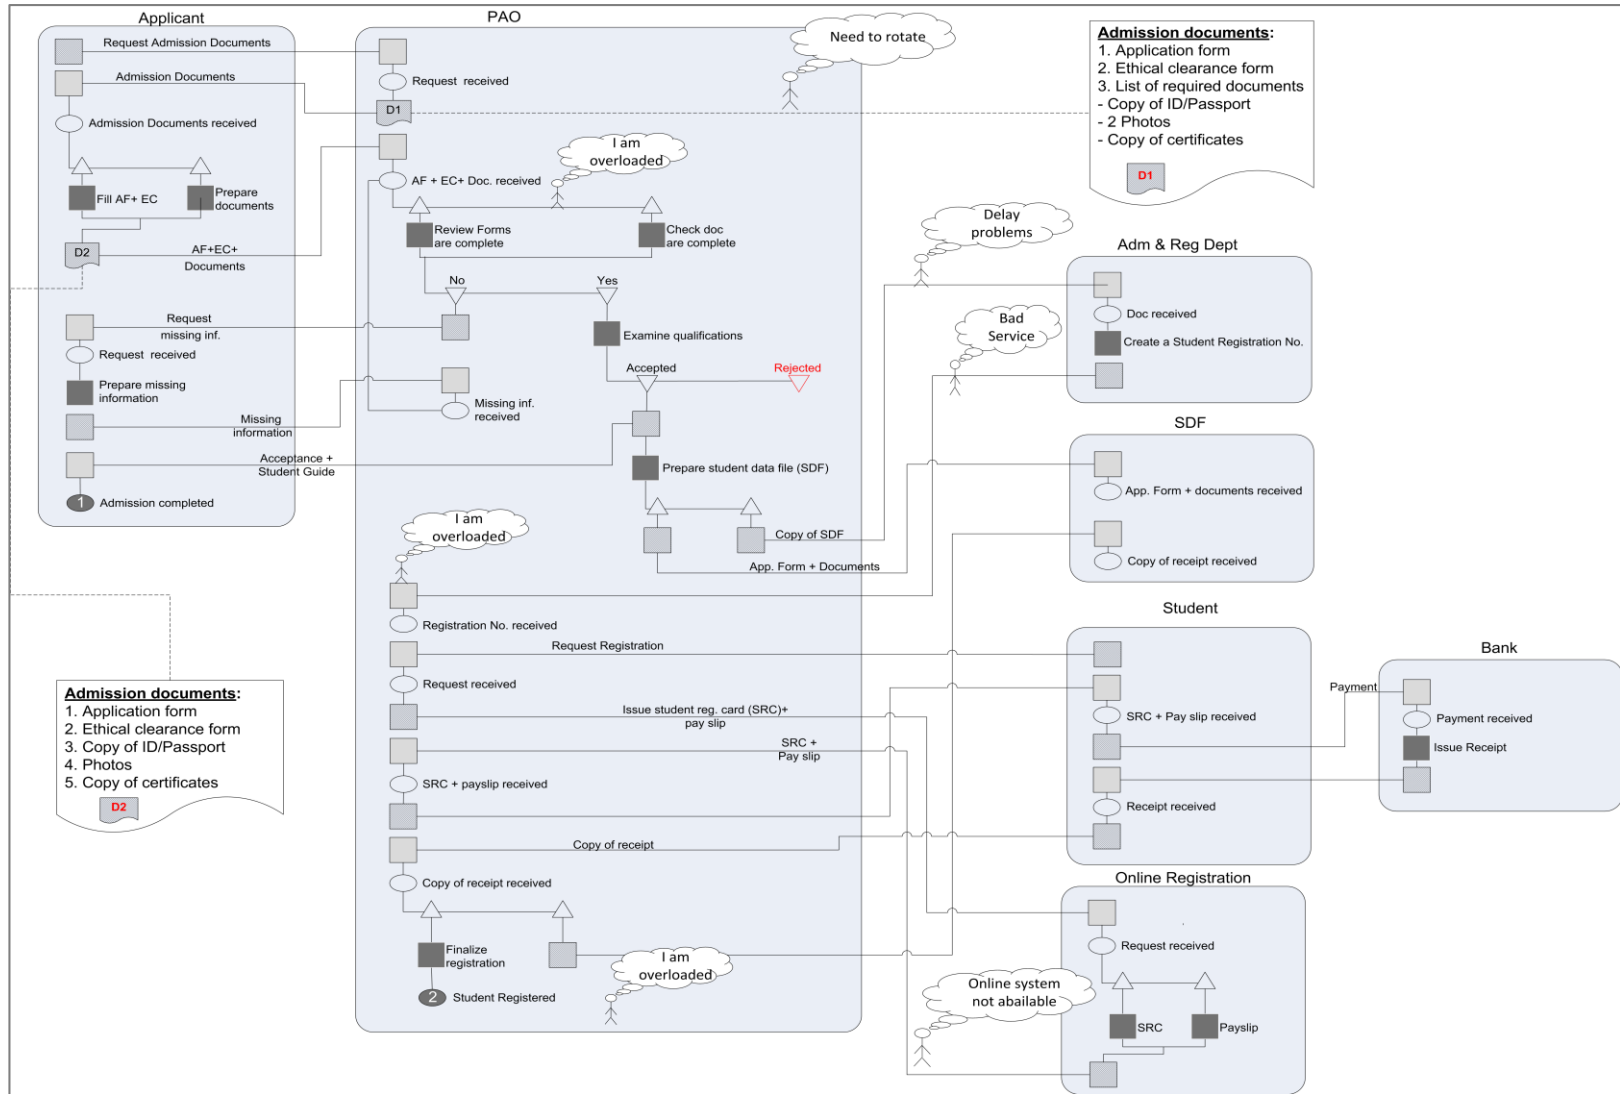 Applicant
Request Admission Documents
Admission Documents
Admission Documents received
Fill AF+ EC
Prepare
documents
D2
AF+EC+
Documents
Request
missing inf.
Request  received
Prepare missing
information
Missing
information
Acceptance +
Student Guide
1
Admission completed
PAO
Request  received
D1
Need to rotate
AF + EC+ Doc. received
I am
overloaded
Review Forms
are complete
Check doc
are complete
No
Yes
Examine qualifications
Accepted
Rejected
Missing inf.
received
Prepare student data file (SDF)
Copy of SDF
App. Form + Documents
I am
overloaded
Registration No. received
Request Registration
Request received
Issue student reg. card (SRC)+
pay slip
SRC +
Pay slip
SRC + payslip received
Copy of receipt
Copy of receipt received
Finalize
registration
2
Student Registered
I am
overloaded
Admission documents:
1. Application form
2. Ethical clearance form
3. List of required documents
- Copy of ID/Passport
- 2 Photos
- Copy of certificates
D1
Delay
problems
Bad
Service
Adm & Reg Dept
Doc received
Create a Student Registration No.
SDF
App. Form + documents received
Copy of receipt received
Student
SRC + Pay slip received
Receipt received
Payment
Bank
Payment received
Issue Receipt
Online Registration
Request received
SRC
Payslip
Online system
not abailable
Admission documents:
1. Application form
2. Ethical clearance form
3. Copy of ID/Passport
4. Photos
5. Copy of certificates
D2